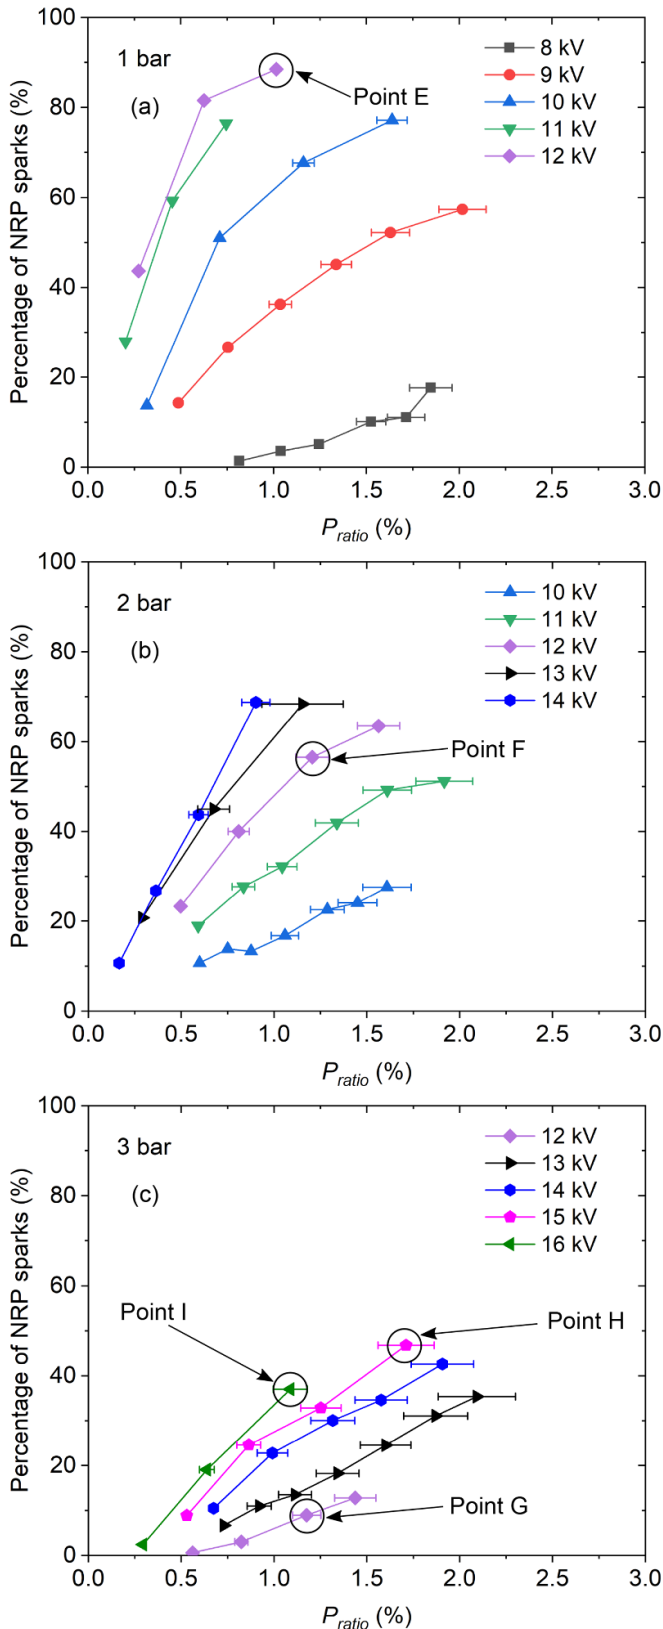 100
80
60
40
20
0
Percentage of NRP sparks (%)
1 bar
(a)
Point E
8 kV
9 kV
10 kV
11 kV
12 kV
0.0 0.5 1.0 1.5 2.0 2.5 3.0
P_ratio (%)
100
80
60
40
20
0
Percentage of NRP sparks (%)
2 bar
(b)
Point F
10 kV
11 kV
12 kV
13 kV
14 kV
0.0 0.5 1.0 1.5 2.0 2.5 3.0
P_ratio (%)
100
80
60
40
20
0
Percentage of NRP sparks (%)
3 bar
(c)
Point I
Point H
Point G
12 kV
13 kV
14 kV
15 kV
16 kV
0.0 0.5 1.0 1.5 2.0 2.5 3.0
P_ratio (%)